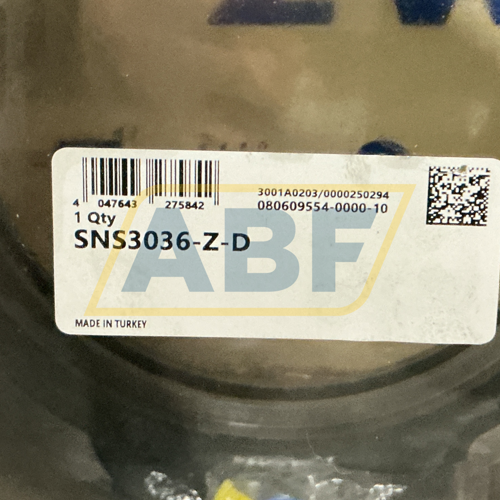 4 047643 275842
3001A0203/0000250294
080609554-0000-10
1 Qty
SNS3036-Z-D
ABF
MADE IN TURKEY